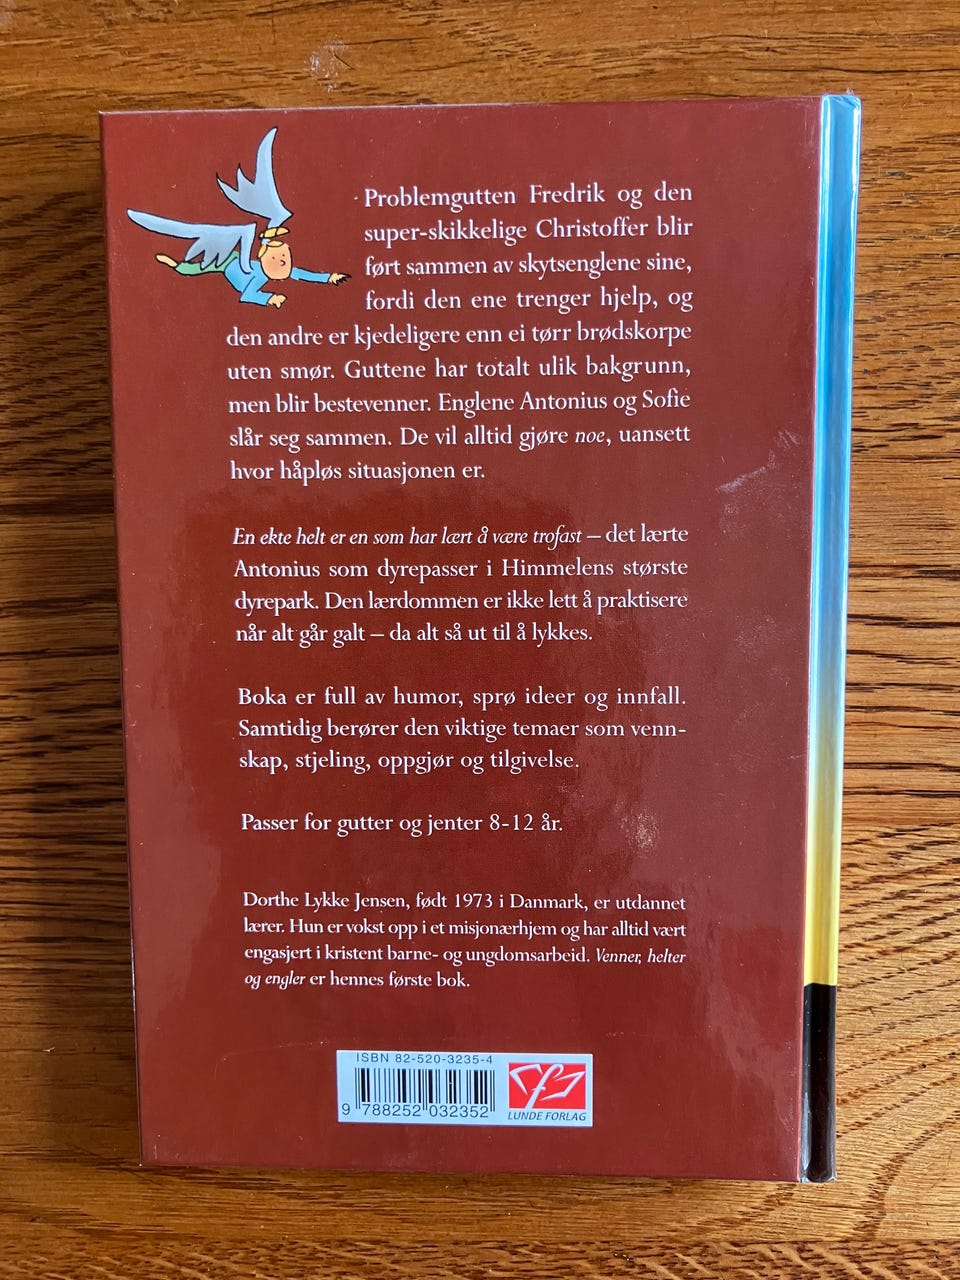 Problemgutten Fredrik og den
super-skikkelige Christoffer blir
ført sammen av skytsenglene sine,
fordi den ene trenger hjelp, og
den andre er kjedeligere enn ei tørr brødskorpe
uten smør. Guttene har totalt ulik bakgrunn,
men blir bestevenner. Englene Antonius og Sofie
slår seg sammen. De vil alltid gjøre noe, uansett
hvor håpløs situasjonen er.
En ekte helt er en som har lært å være trofast – det lærte
Antonius som dyrepasser i Himmelens største
dyrepark. Den lærdommen er ikke lett å praktisere
når alt går galt – da alt så ut til å lykkes.
Boka er full av humor, sprø ideer og innfall.
Samtidig berører den viktige temaer som venn-
skap, stjeling, oppgjør og tilgivelse.
Passer for gutter og jenter 8-12 år.
Dorthe Lykke Jensen, født 1973 i Danmark, er utdannet
lærer. Hun er vokst opp i et misjonærhjem og har alltid vært
engasjert i kristent barne- og ungdomsarbeid. Venner, helter
og engler er hennes første bok.
ISBN 82-520-3235-4
9 788252 032352
LUNDE FORLAG